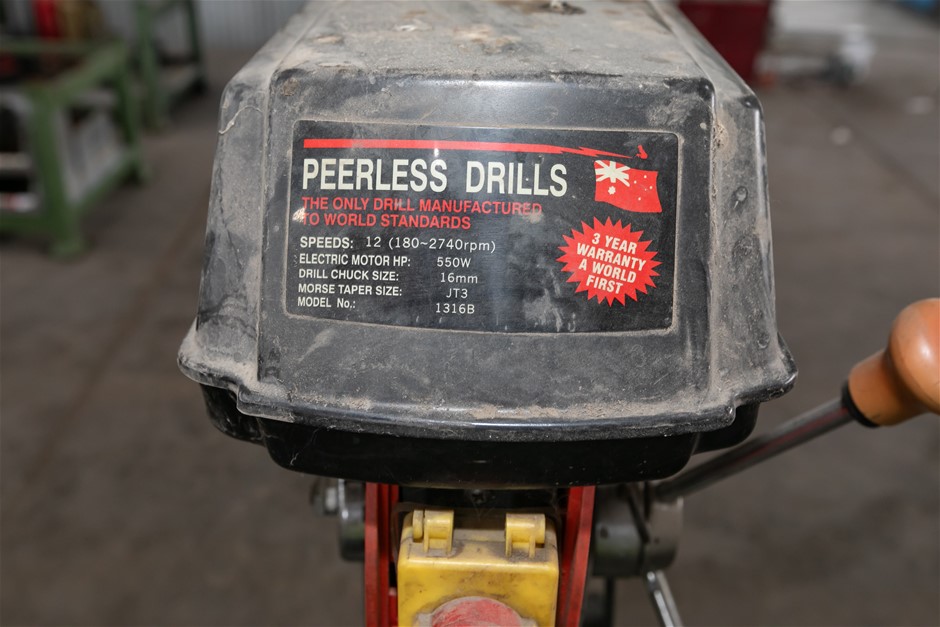 PEERLESS DRILLS
THE ONLY DRILL MANUFACTURED
TO WORLD STANDARDS
SPEEDS: 12 (180~2740rpm)
ELECTRIC MOTOR HP: 550W
DRILL CHUCK SIZE: 16mm
MORSE TAPER SIZE: JT3
MODEL No.: 1316B
3 YEAR
WARRANTY
A WORLD
FIRST